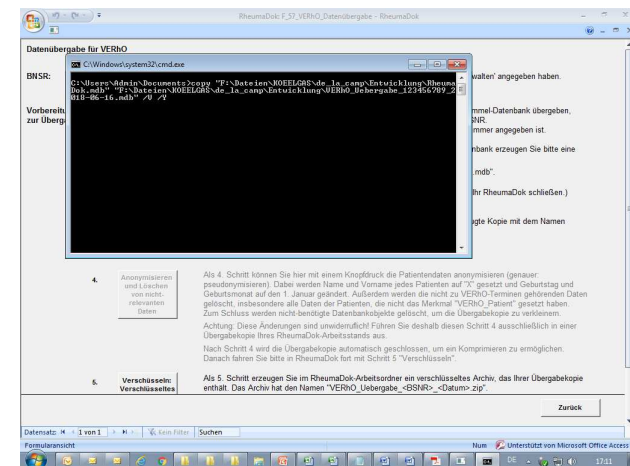 RheumaDok: F_57_VERhO_Datenübergabe - RheumaDok
Datenübergabe für VERhO
C:\Windows\system32\cmd.exe
BNSR:
walten' angegeben haben.
C:\Users\Admin\Documents>copy "F:\Dateien\KOEELGAS\de_la_camp\Entwicklung\Rheuma
Dok.mdb" "F:\Dateien\KOEELGAS\de_la_camp\Entwicklung\VERhO_Uebergabe_123456789_2
018-06-16.mdb" /V /Y
Vorbereitu
zur Überg
mmel-Datenbank übergeben,
SNR.
mmer angegeben ist.
nbank erzeugen Sie bitte eine
.mdb".
Ihr RheumaDok schließen.)
ugte Kopie mit dem Namen
4.
Anonymisieren
und Löschen
von nicht-
relevanten
Daten
Als 4. Schritt können Sie hier mit einem Knopfdruck die Patientendaten anonymisieren (genauer:
pseudonymisieren). Dabei werden Name und Vorname jedes Patienten auf "X" gesetzt und Geburtstag und
Geburtsmonat auf den 1. Januar geändert. Außerdem werden die nicht zu VERhO-Terminen gehörenden Daten
gelöscht, insbesondere alle Daten der Patienten, die nicht das Merkmal "VERhO_Patient" gesetzt haben.
Zum Schluss werden nicht-benötigte Datenbankobjekte gelöscht, um die Übergabekopie zu verkleinern.
Achtung: Diese Änderungen sind unwiderruflich! Führen Sie deshalb diesen Schritt 4 ausschließlich in einer
Übergabekopie Ihres RheumaDok-Arbeitsstands aus.
Nach Schritt 4 wird die Übergabekopie automatisch geschlossen, um ein Komprimieren zu ermöglichen.
Danach fahren Sie bitte in RheumaDok fort mit Schritt 5 "Verschlüsseln".
5.
Verschüsseln:
Verschlüsseltes
Als 5. Schritt erzeugen Sie im RheumaDok-Arbeitsordner ein verschlüsseltes Archiv, das Ihrer Übergabekopie
enthält. Das Archiv hat den Namen "VERhO_Uebergabe_<BSNR>_<Datum>.zip".
Zurück
Datensatz: 1 von 1 Kein Filter Suchen
Formularansicht
Num Unterstützt von Microsoft Office Access
DE 17:11